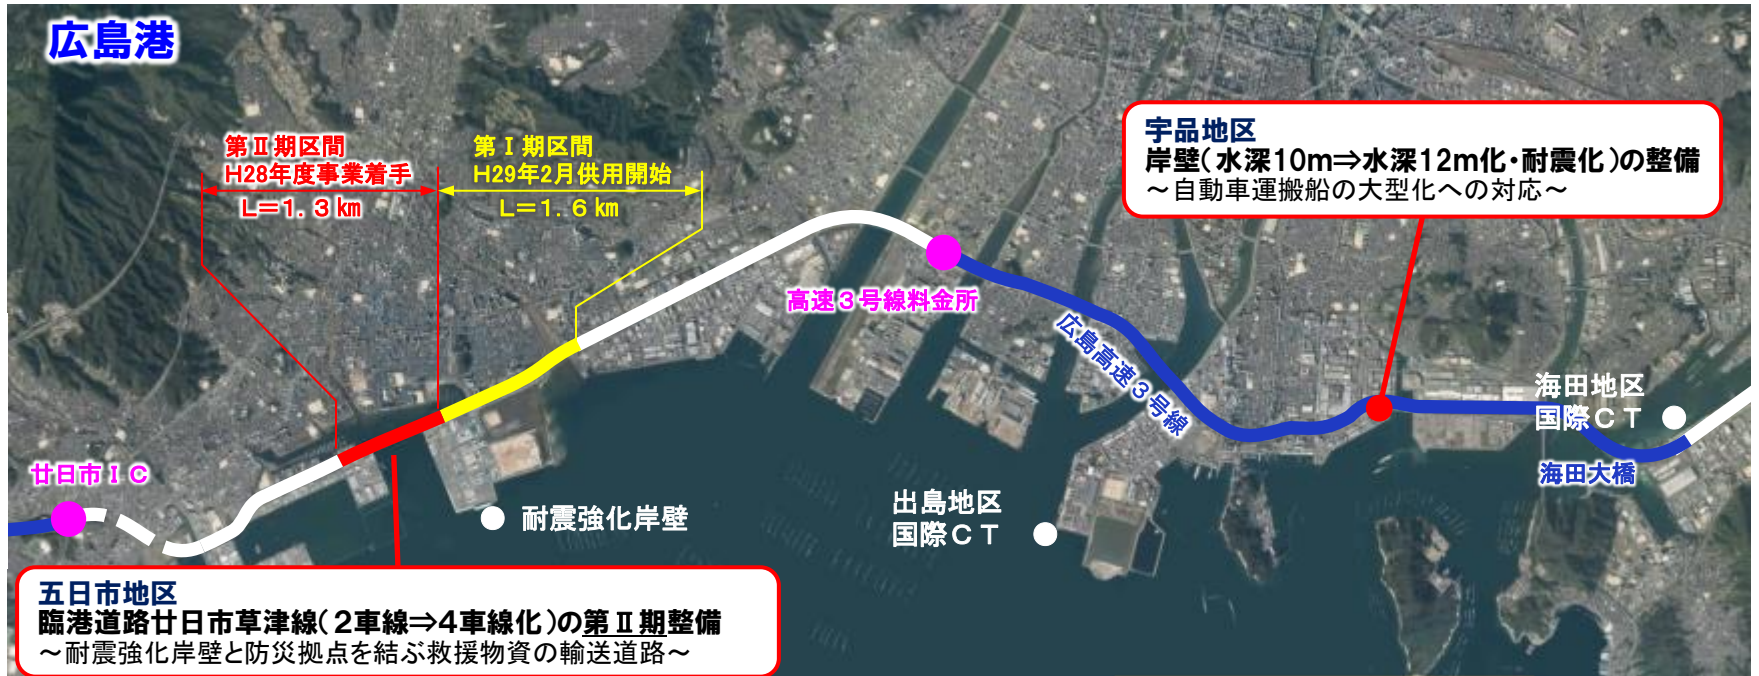 広島港
第Ⅱ期区間
H28年度事業着手
L=1.3㎞
第Ⅰ期区間
H29年2月供用開始
L=1.6㎞
宇品地区
岸壁(水深10m⇒水深12m化・耐震化)の整備
~自動車運搬船の大型化への対応~
高速3号線料金所
広島高速3号線
海田地区
国際CT
海田大橋
廿日市IC
耐震強化岸壁
出島地区
国際CT
五日市地区
臨港道路廿日市草津線(2車線⇒4車線化)の第Ⅱ期整備
~耐震強化岸壁と防災拠点を結ぶ救援物資の輸送道路~